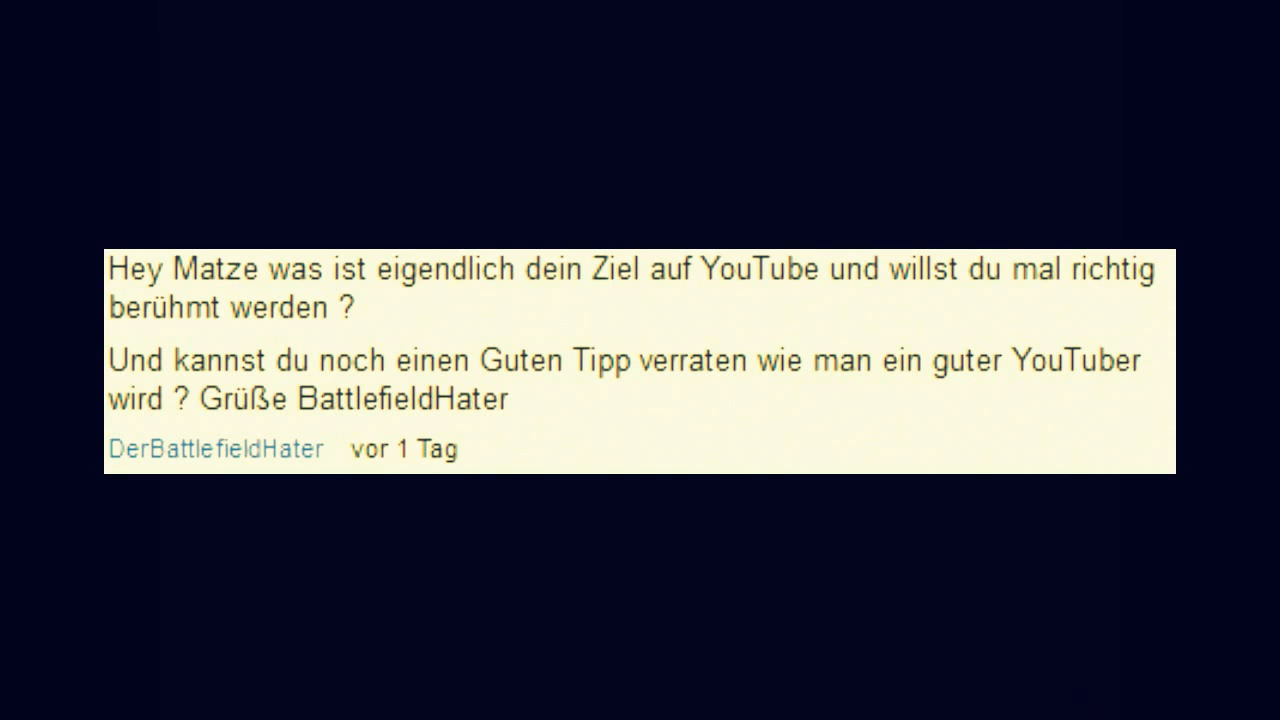 Hey Matze was ist eigendlich dein Ziel auf YouTube und willst du mal richtig
berühmt werden ?
Und kannst du noch einen Guten Tipp verraten wie man ein guter YouTuber
wird ? Grüße BattlefieldHater
DerBattlefieldHater vor 1 Tag